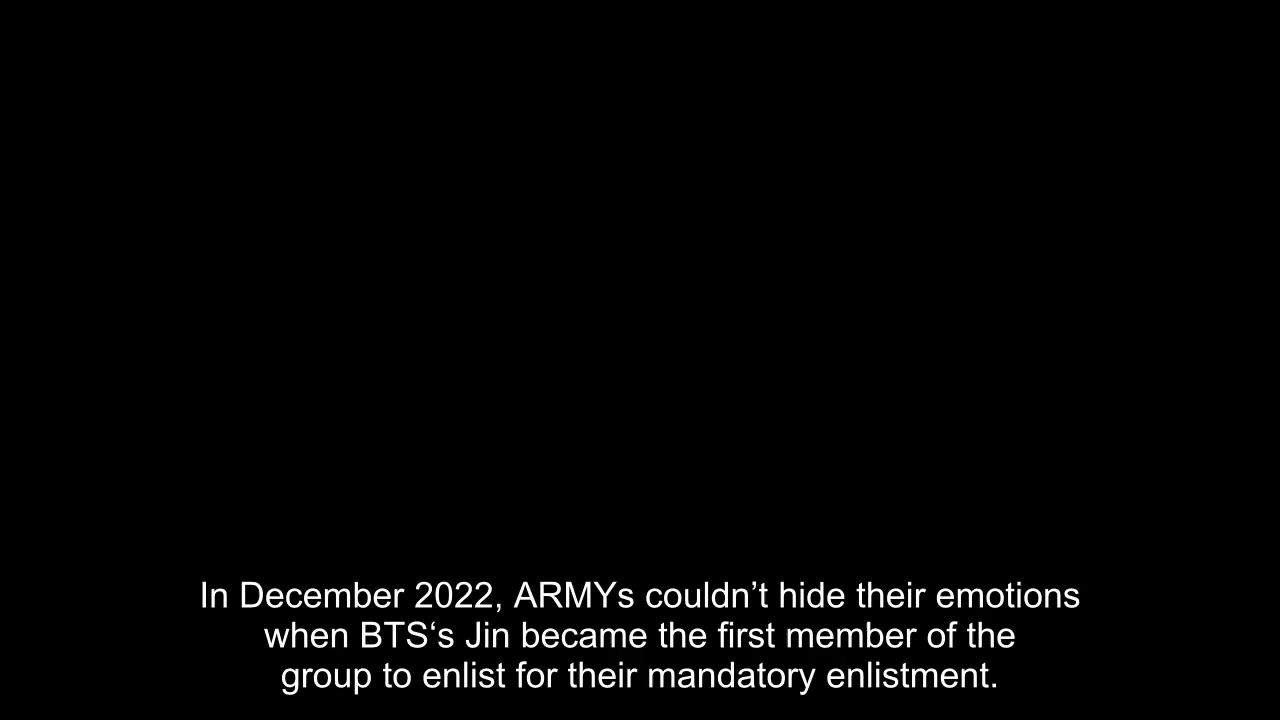 In December 2022, ARMYs couldn’t hide their emotions
when BTS‘s Jin became the first member of the
group to enlist for their mandatory enlistment.